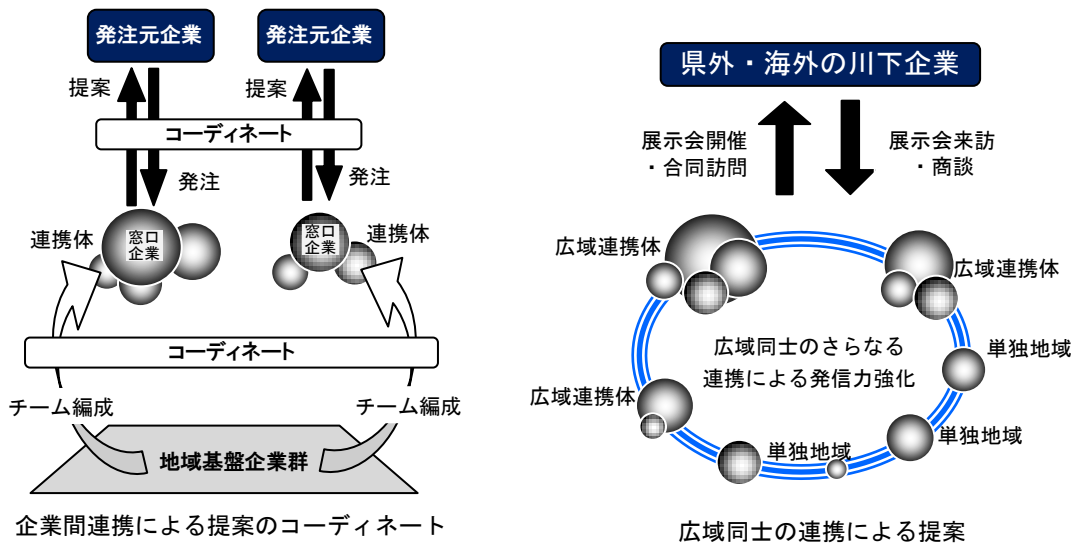 発注元企業
発注元企業
提案
提案
コーディネート
発注
発注
連携体
窓口
企業
窓口
企業
連携体
コーディネート
チーム編成
チーム編成
地域基盤企業群
企業間連携による提案のコーディネート
県外・海外の川下企業
展示会開催
・合同訪問
展示会来訪
・商談
広域連携体
広域連携体
広域同士のさらなる
連携による発信力強化
単独地域
広域連携体
単独地域
単独地域
広域同士の連携による提案